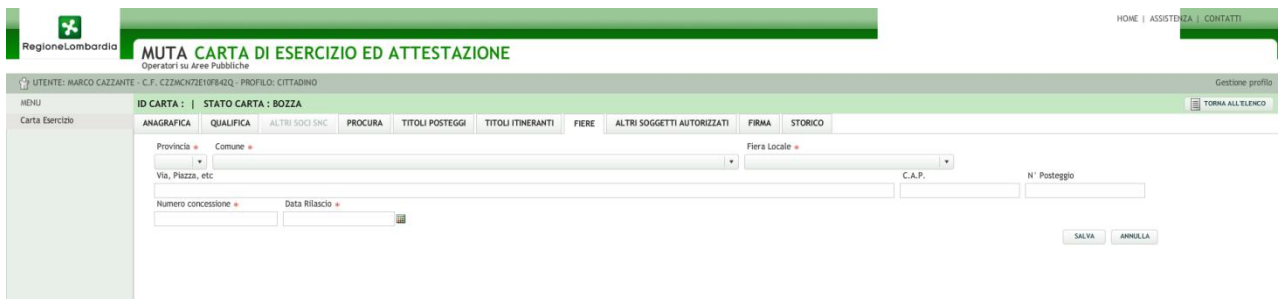 HOME | ASSISTENZA | CONTATTI
RegioneLombardia
MUTA CARTA DI ESERCIZIO ED ATTESTAZIONE
Operatori su Aree Pubbliche
UTENTE: MARCO CAZZANTE - C.F. CZZMCN72E10F842Q - PROFILO: CITTADINO Gestione profilo
MENU
ID CARTA : | STATO CARTA : BOZZA
TORNA ALL'ELENCO
Carta Esercizio
ANAGRAFICA QUALIFICA ALTRI SOCI SNC PROCURA TITOLI POSTEGGI TITOLI ITINERANTI FIERE ALTRI SOGGETTI AUTORIZZATI FIRMA STORICO
Provincia * Comune * Fiera Locale *
Via, Piazza, etc C.A.P. N° Posteggio
Numero concessione * Data Rilascio *
SALVA ANNULLA